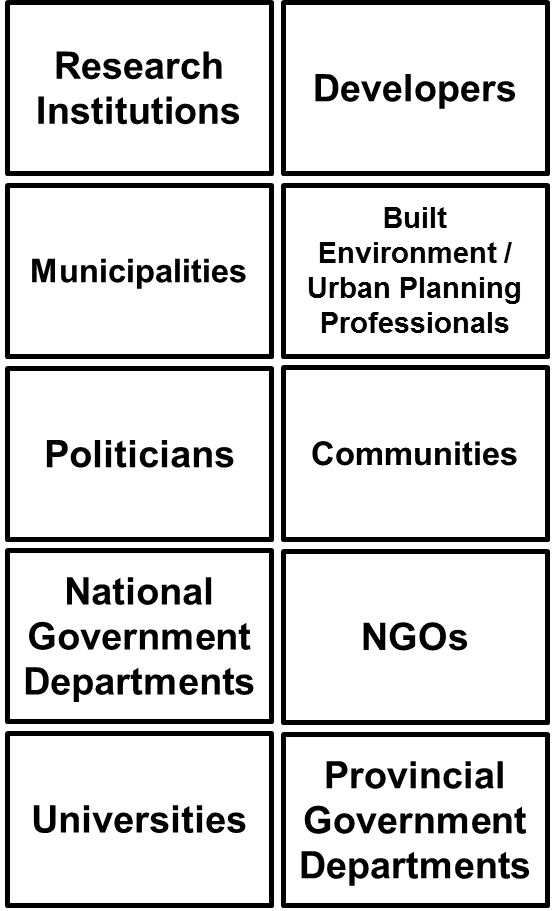 Research
Institutions
Developers
Municipalities
Built
Environment /
Urban Planning
Professionals
Politicians
Communities
National
Government
Departments
NGOs
Universities
Provincial
Government
Departments